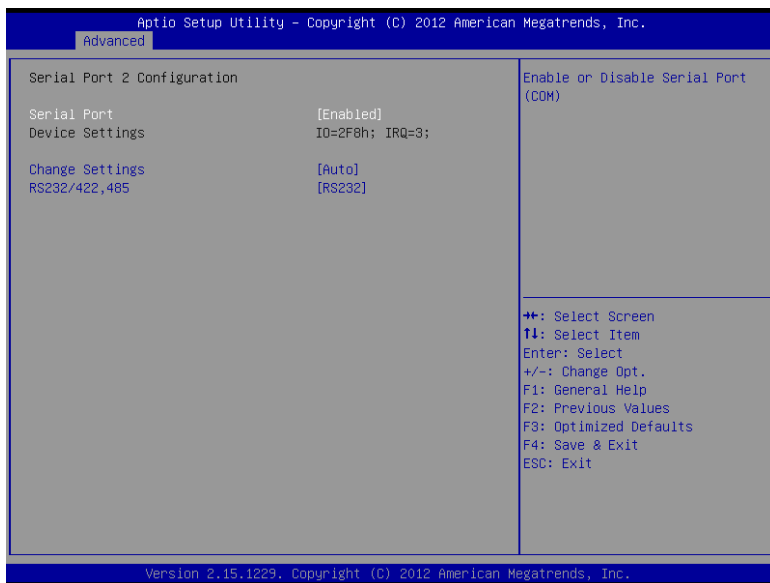 Aptio Setup Utility – Copyright (C) 2012 American Megatrends, Inc.
Advanced
Serial Port 2 Configuration
Serial Port [Enabled]
Device Settings IO=2F8h; IRQ=3;
Change Settings [Auto]
RS232/422,485 [RS232]
Enable or Disable Serial Port
(COM)
→←: Select Screen
↑↓: Select Item
Enter: Select
+/-: Change Opt.
F1: General Help
F2: Previous Values
F3: Optimized Defaults
F4: Save & Exit
ESC: Exit
Version 2.15.1229. Copyright (C) 2012 American Megatrends, Inc.